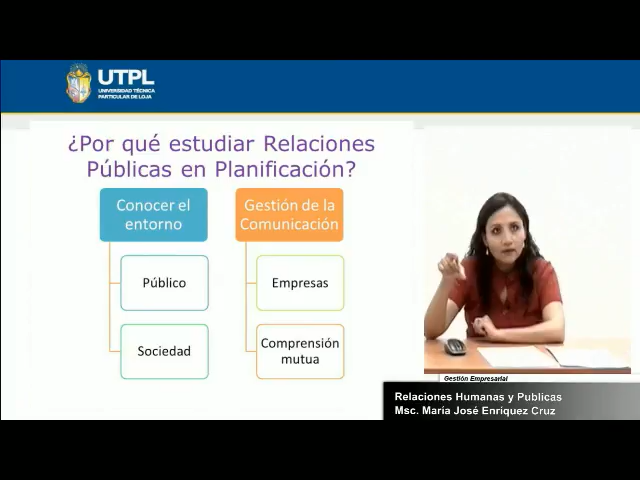 UTPL
UNIVERSIDAD TÉCNICA
PARTICULAR DE LOJA
¿Por qué estudiar Relaciones
Públicas en Planificación?
Conocer el
entorno
Gestión de la
Comunicación
Público
Empresas
Sociedad
Comprensión
mutua
Gestión Empresarial
Relaciones Humanas y Publicas
Msc. María José Enríquez Cruz